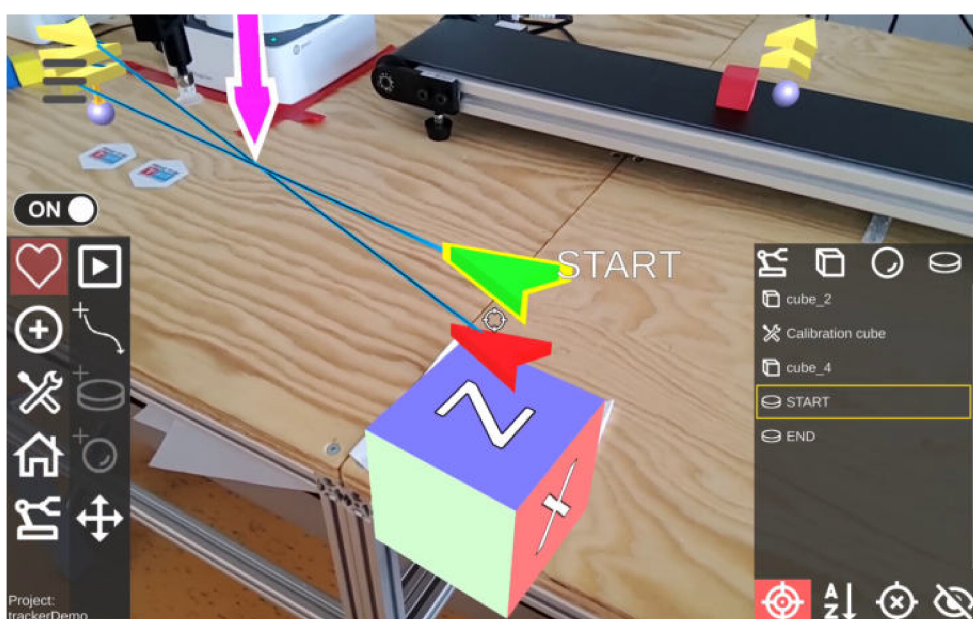 ON
START
cube_2
Calibration cube
cube_4
START
END
Z
X
A
Z
Project:
trackerDemo